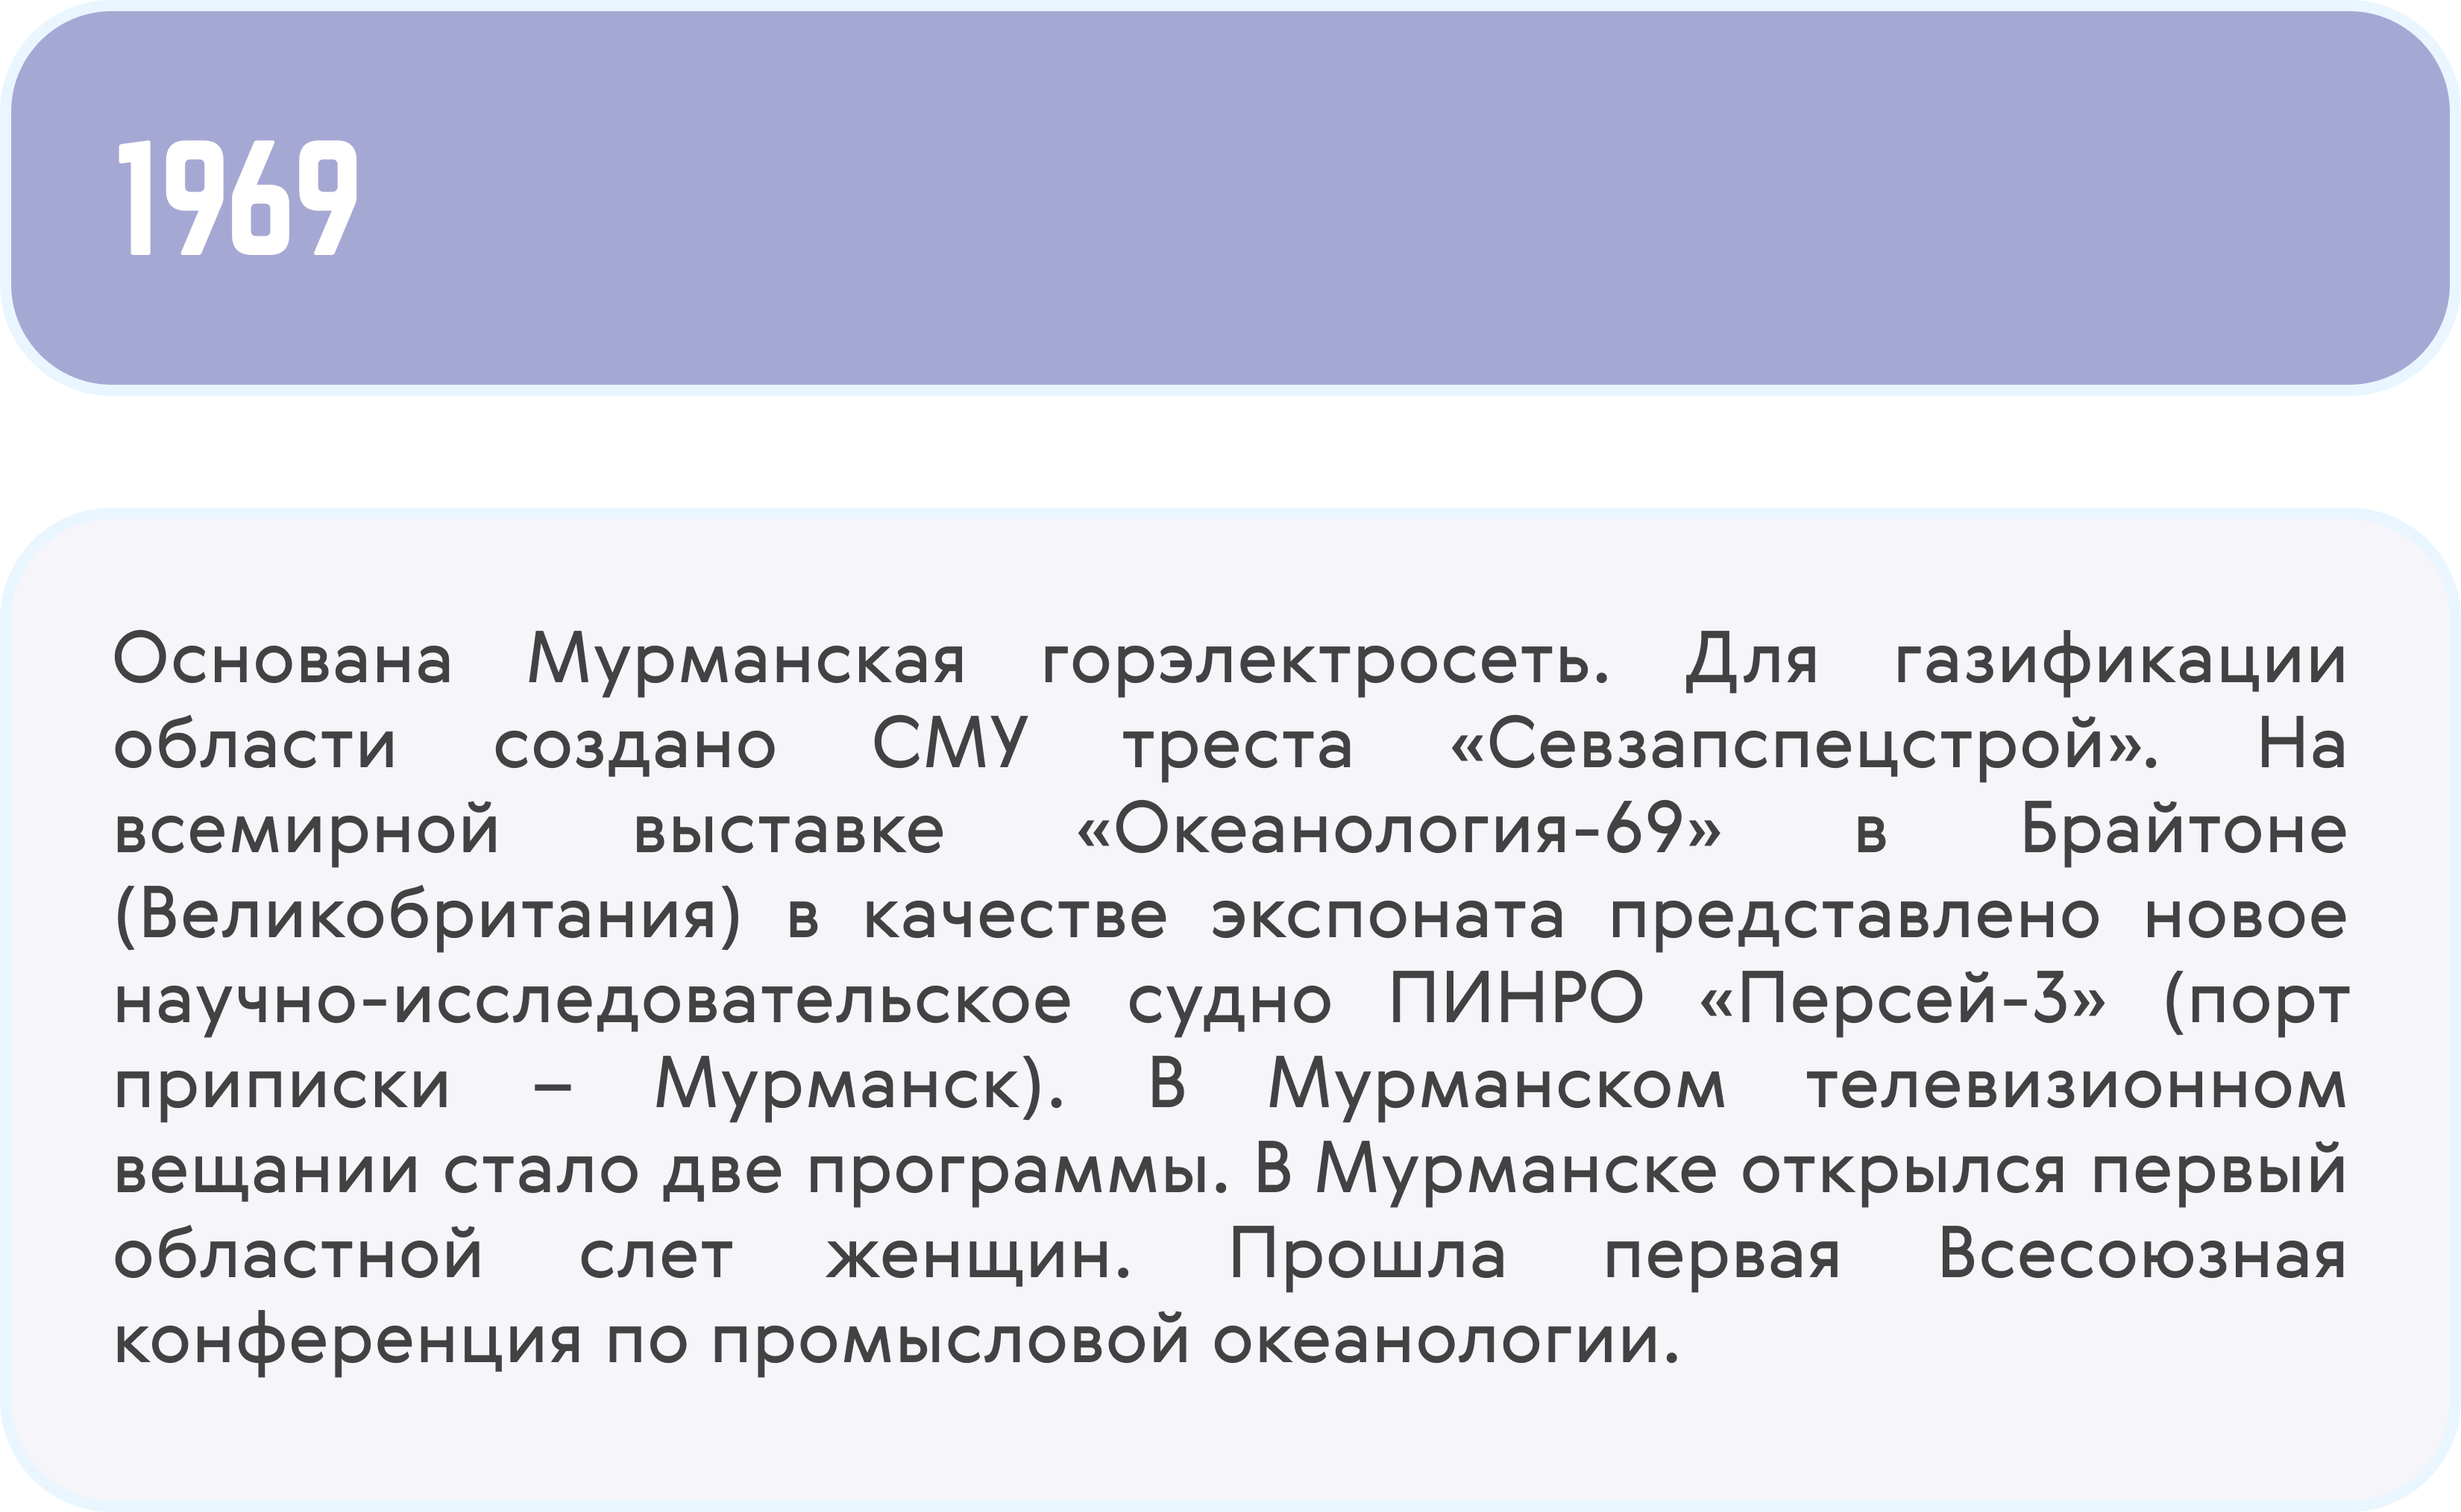 1969
Основана Мурманская горэлектросеть. Для газификации
области создано СМУ треста «Севзапспецстрой». На
всемирной выставке «Океанология-69» в Брайтоне
(Великобритания) в качестве экспоната представлено новое
научно-исследовательское судно ПИНРО «Персей-3» (порт
приписки – Мурманск). В Мурманском телевизионном
вещании стало две программы. В Мурманске открылся первый
областной слет женщин. Прошла первая Всесоюзная
конференция по промысловой океанологии.